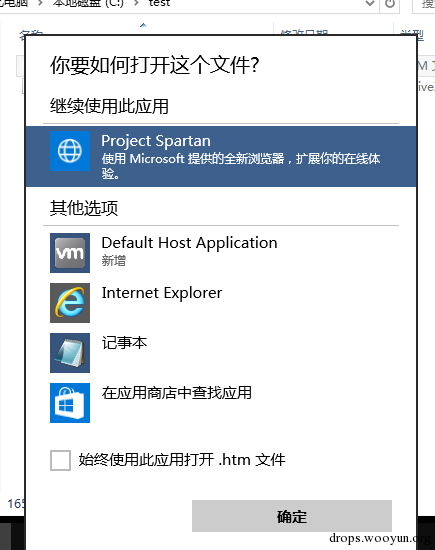 电脑 › 本地磁盘 (C:) › test
名称 修改日期 类型
你要如何打开这个文件?
继续使用此应用
Project Spartan
使用 Microsoft 提供的全新浏览器，扩展你的在线体
验。
其他选项
vm
Default Host Application
新增
Internet Explorer
记事本
在应用商店中查找应用
始终使用此应用打开 .htm 文件
确定
drops.wooyun.org